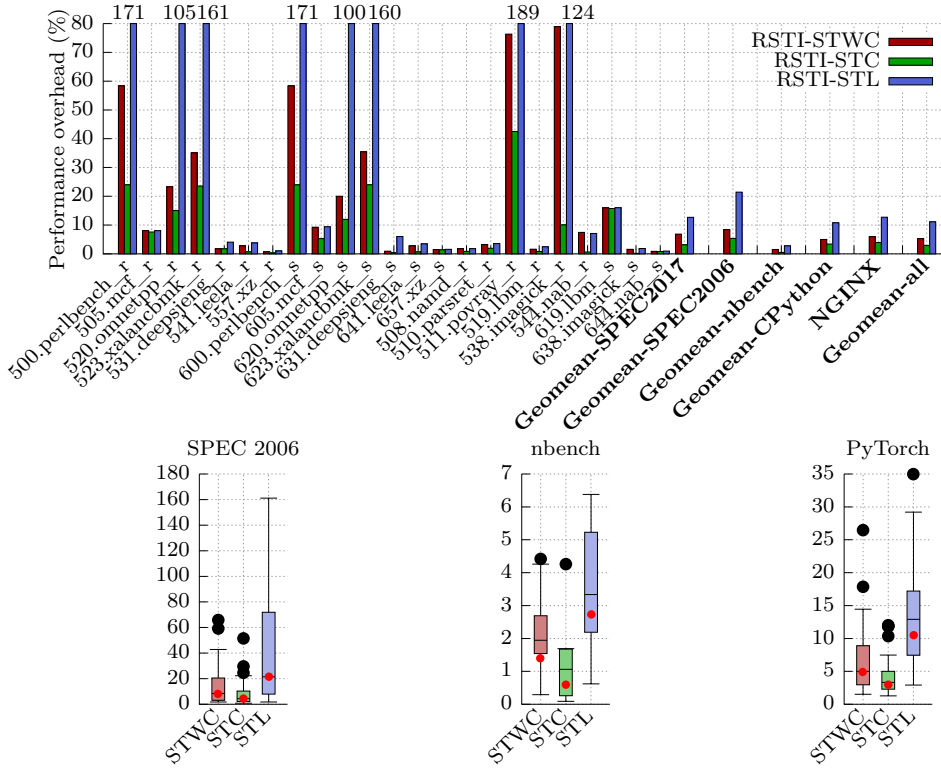 171 105 161 171 100 160 189 124
Performance overhead (%)
80
70
60
50
40
30
20
10
0
RSTI-STWC
RSTI-STC
RSTI-STL
500.perlbench_r
505.mcf_r
520.omnetpp_r
523.xalancbmk_r
531.deepsjeng_r
541.leela_r
557.xz_r
600.perlbench_s
605.mcf_s
620.omnetpp_s
623.xalancbmk_s
631.deepsjeng_s
641.leela_s
657.xz_s
508.namd_r
510.parsret_r
511.povray_r
519.lbm_r
538.imagick_r
544.nab_r
619.lbm_s
638.imagick_s
644.nab_s
Geomean-SPEC2017
Geomean-SPEC2006
Geomean-nbench
Geomean-CPython
NGINX
Geomean-all
SPEC 2006
180
160
140
120
100
80
60
40
20
0
STWC
STC
STL
nbench
7
6
5
4
3
2
1
0
STWC
STC
STL
PyTorch
35
30
25
20
15
10
5
0
STWC
STC
STL